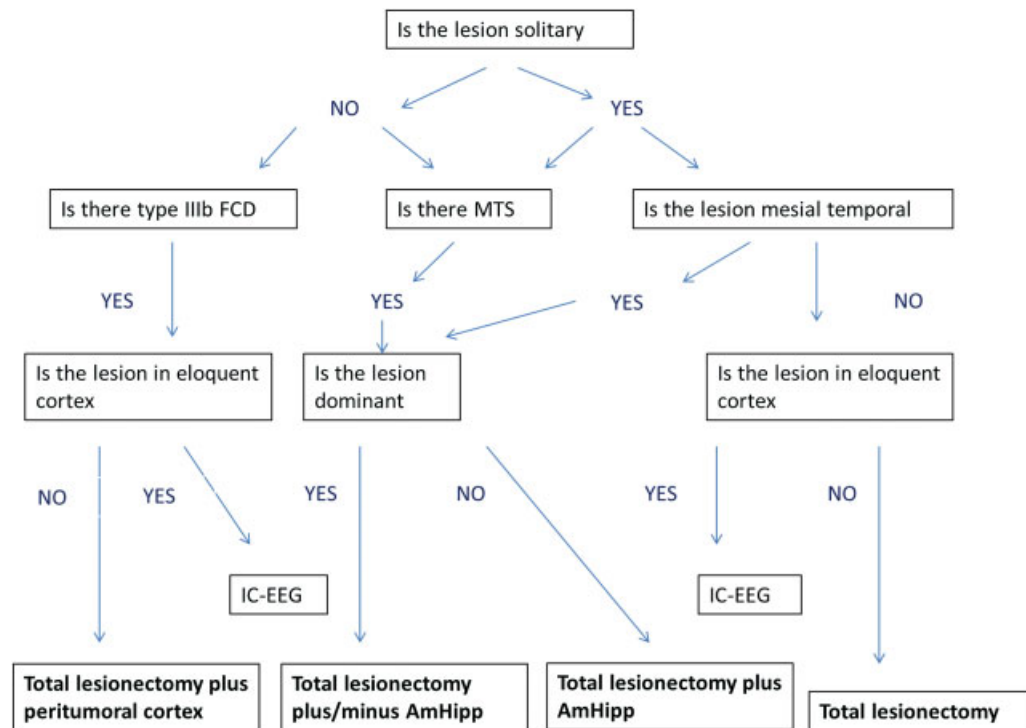 Is the lesion solitary
NO
YES
Is there type IIIb FCD
Is there MTS
Is the lesion mesial temporal
YES
YES
YES
NO
Is the lesion in eloquent
cortex
Is the lesion
dominant
Is the lesion in eloquent
cortex
NO
YES
YES
NO
YES
NO
IC-EEG
IC-EEG
Total lesionectomy plus
peritumoral cortex
Total lesionectomy
plus/minus AmHipp
Total lesionectomy plus
AmHipp
Total lesionectomy